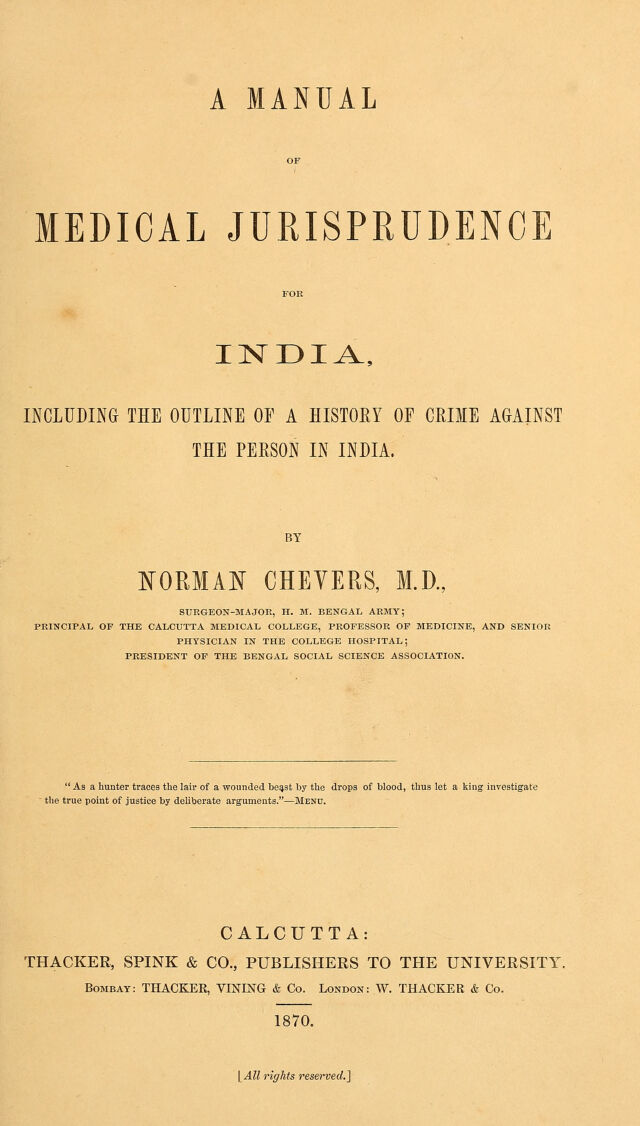 A MANUAL
OF
MEDICAL JURISPRUDENCE
FOR
INDIA,
INCLUDING THE OUTLINE OF A HISTORY OF CRIME AGAINST
THE PERSON IN INDIA.
BY
NORMAN CHEVERS, M.D.,
SURGEON-MAJOR, H. M. BENGAL ARMY;
PRINCIPAL OF THE CALCUTTA MEDICAL COLLEGE, PROFESSOR OF MEDICINE, AND SENIOR
PHYSICIAN IN THE COLLEGE HOSPITAL;
PRESIDENT OF THE BENGAL SOCIAL SCIENCE ASSOCIATION.
"As a hunter traces the lair of a wounded beast by the drops of blood, thus let a king investigate
the true point of justice by deliberate arguments."—MENU.
CALCUTTA:
THACKER, SPINK & CO., PUBLISHERS TO THE UNIVERSITY.
BOMBAY: THACKER, VINING & Co. LONDON: W. THACKER & Co.
1870.
[All rights reserved.]